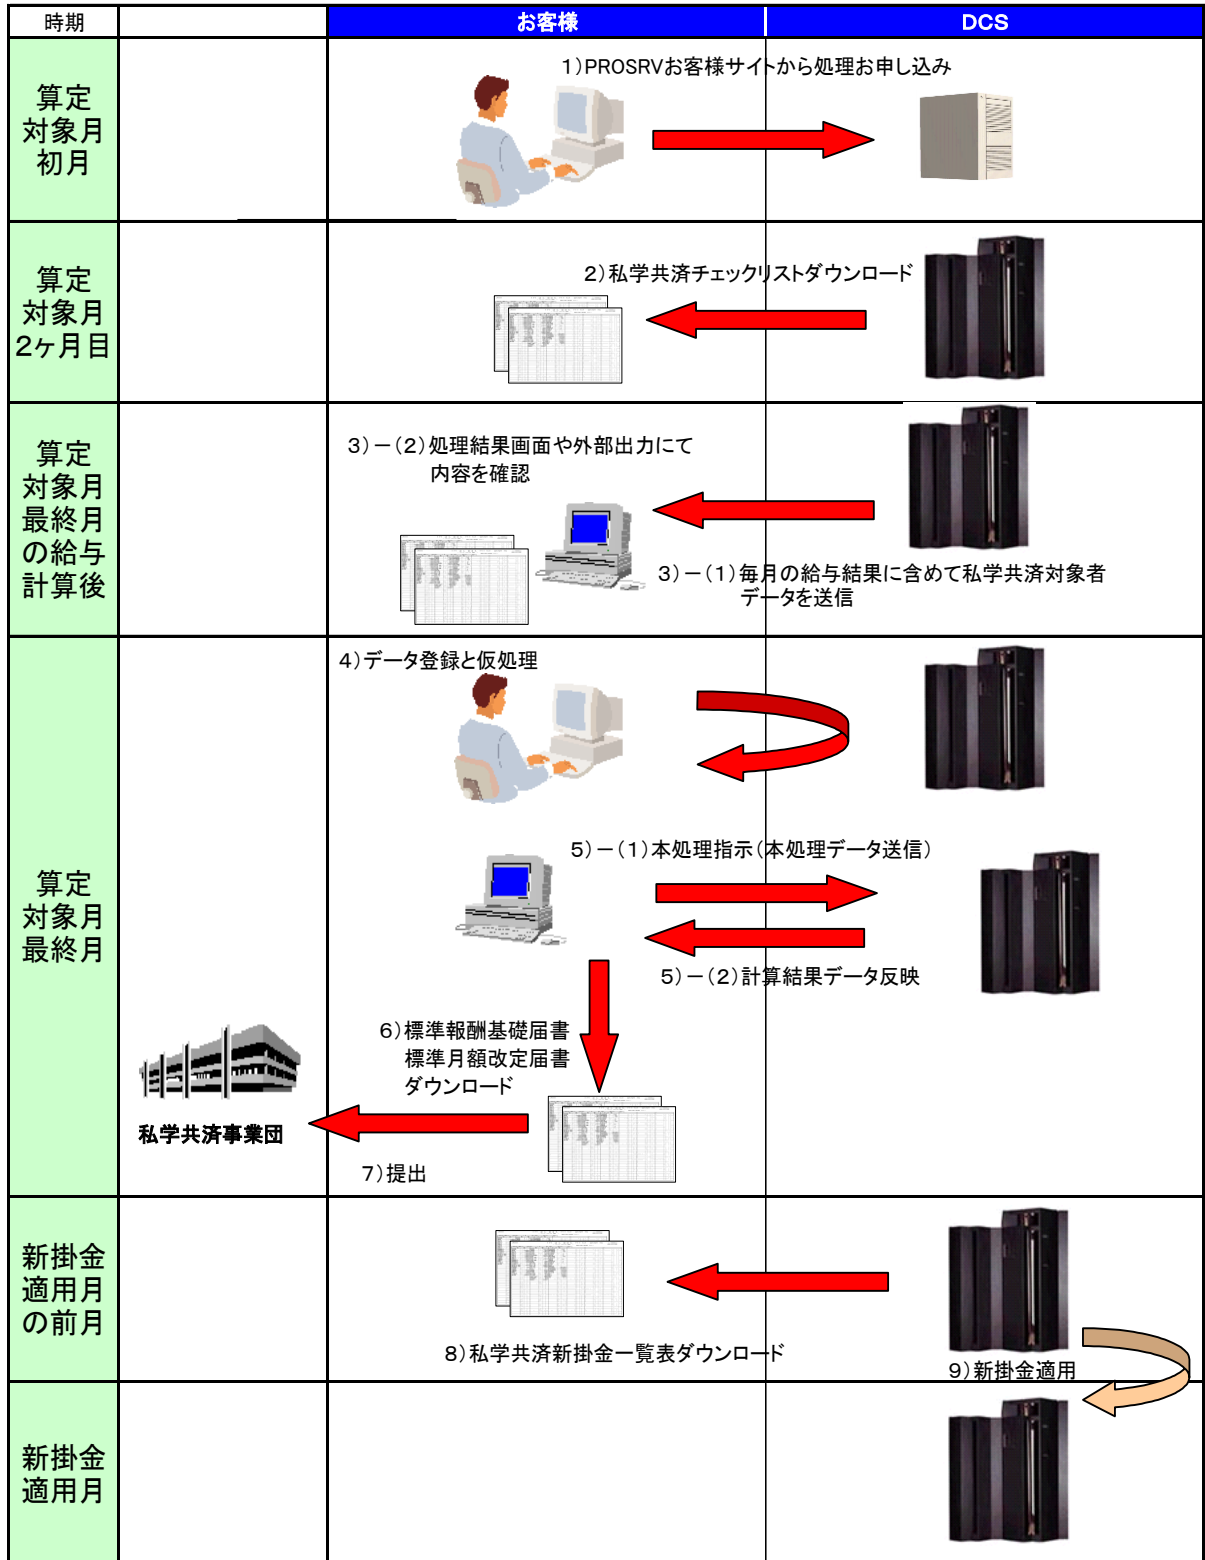 時期
お客様
DCS
算定
対象月
初月
1)PROSRVお客様サイトから処理お申し込み
算定
対象月
2ヶ月目
2)私学共済チェックリストダウンロード
算定
対象月
最終月
の給与
計算後
3)－(2)処理結果画面や外部出力にて
内容を確認
3)－(1)毎月の給与結果に含めて私学共済対象者
データを送信
算定
対象月
最終月
4)データ登録と仮処理
5)－(1)本処理指示(本処理データ送信)
5)－(2)計算結果データ反映
6)標準報酬基礎届書
標準月額改定届書
ダウンロード
私学共済事業団
7)提出
新掛金
適用月
の前月
8)私学共済新掛金一覧表ダウンロード
9)新掛金適用
新掛金
適用月